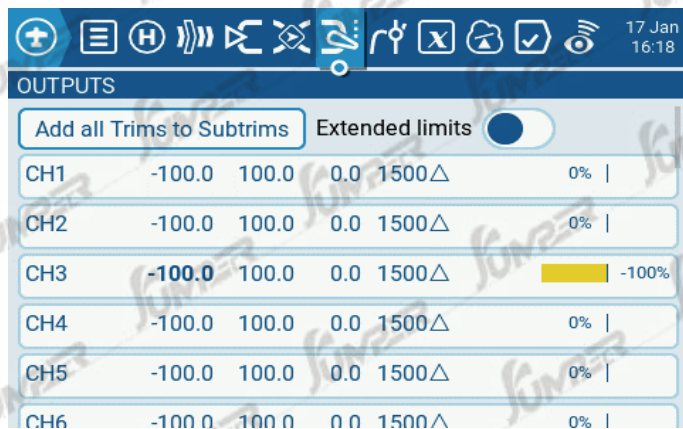 17 Jan
16:18
OUTPUTS
Add all Trims to Subtrims Extended limits
CH1 -100.0 100.0 0.0 1500△ 0%
CH2 -100.0 100.0 0.0 1500△ 0%
CH3 -100.0 100.0 0.0 1500△ -100%
CH4 -100.0 100.0 0.0 1500△ 0%
CH5 -100.0 100.0 0.0 1500△ 0%
CH6 -100.0 100.0 0.0 1500△ 0%
JUMPER